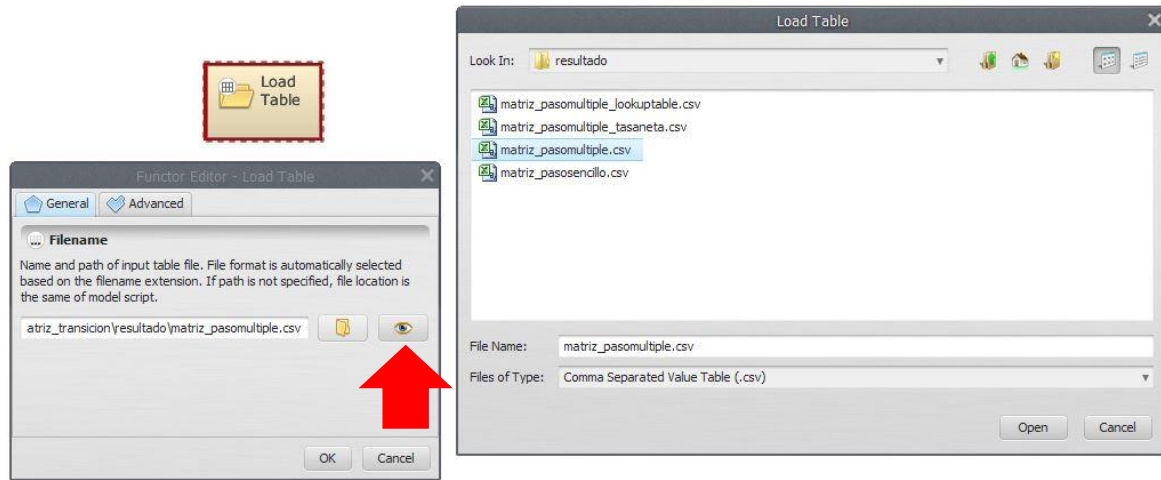 Load
Table
Functor Editor - Load Table
General
Advanced
... Filename
Name and path of input table file. File format is automatically selected
based on the filename extension. If path is not specified, file location is
the same of model script.
atriz_transicion\resultado\matriz_pasomultiple.csv
OK
Cancel
Load Table
Look In:
resultado
matriz_pasomultiple_lookuptable.csv
matriz_pasomultiple_tasaneta.csv
matriz_pasomultiple.csv
matriz_pasosencillo.csv
File Name:
matriz_pasomultiple.csv
Files of Type:
Comma Separated Value Table (.csv)
Open
Cancel